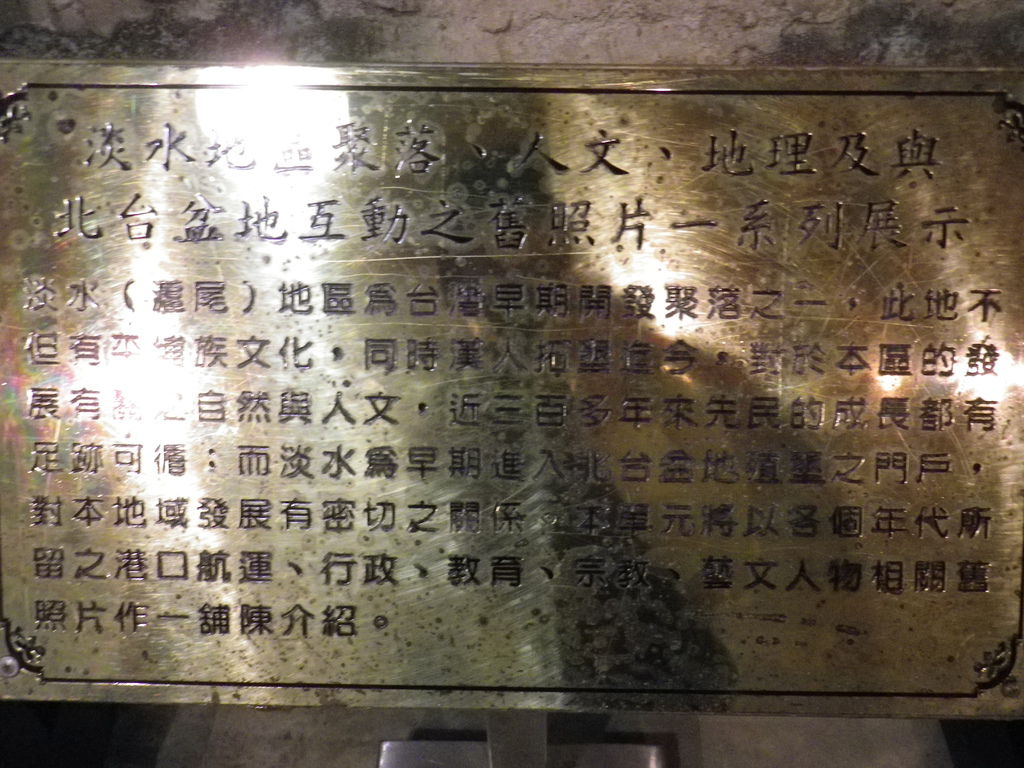 淡水地區聚落、人文、地理及與
北台盆地互動之舊照片一系列展示
淡水（滬尾）地區為台灣早期開發聚落之一，此地不
但有平埔族文化，同時漢人拓墾迄今，對於本區的發
展有關之自然與人文，近三百多年來先民的成長都有
足跡可循；而淡水為早期進入北台盆地殖墾之門戶，
對本地域發展有密切之關係。本單元將以各個年代所
留之港口航運、行政、教育、宗教、藝文人物相關舊
照片作一舖陳介紹。